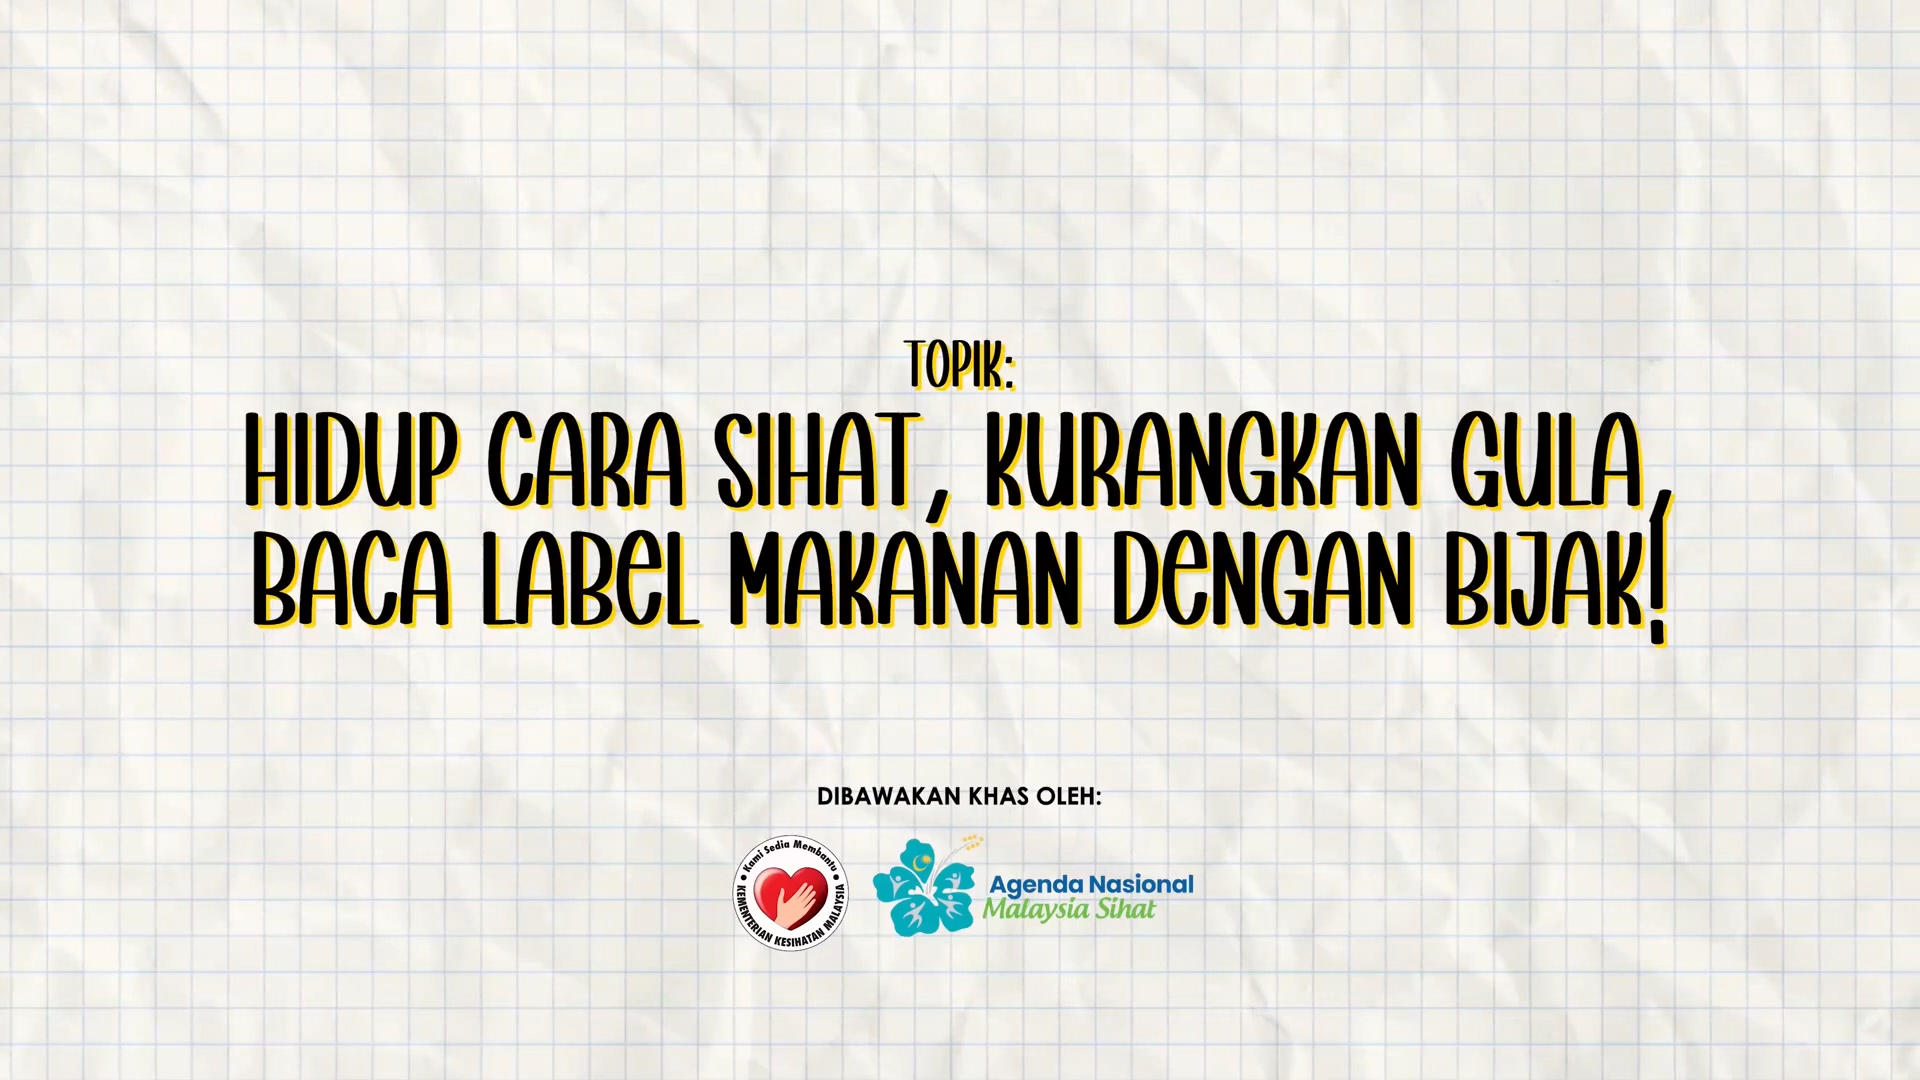 TOPIK:
HIDUP CARA SIHAT, KURANGKAN GULA,
BACA LABEL MAKANAN DENGAN BIJAK!
DIBAWAKAN KHAS OLEH:
Kami Sedia Membantu
KEMENTERIAN KESIHATAN MALAYSIA
Agenda Nasional
Malaysia Sihat